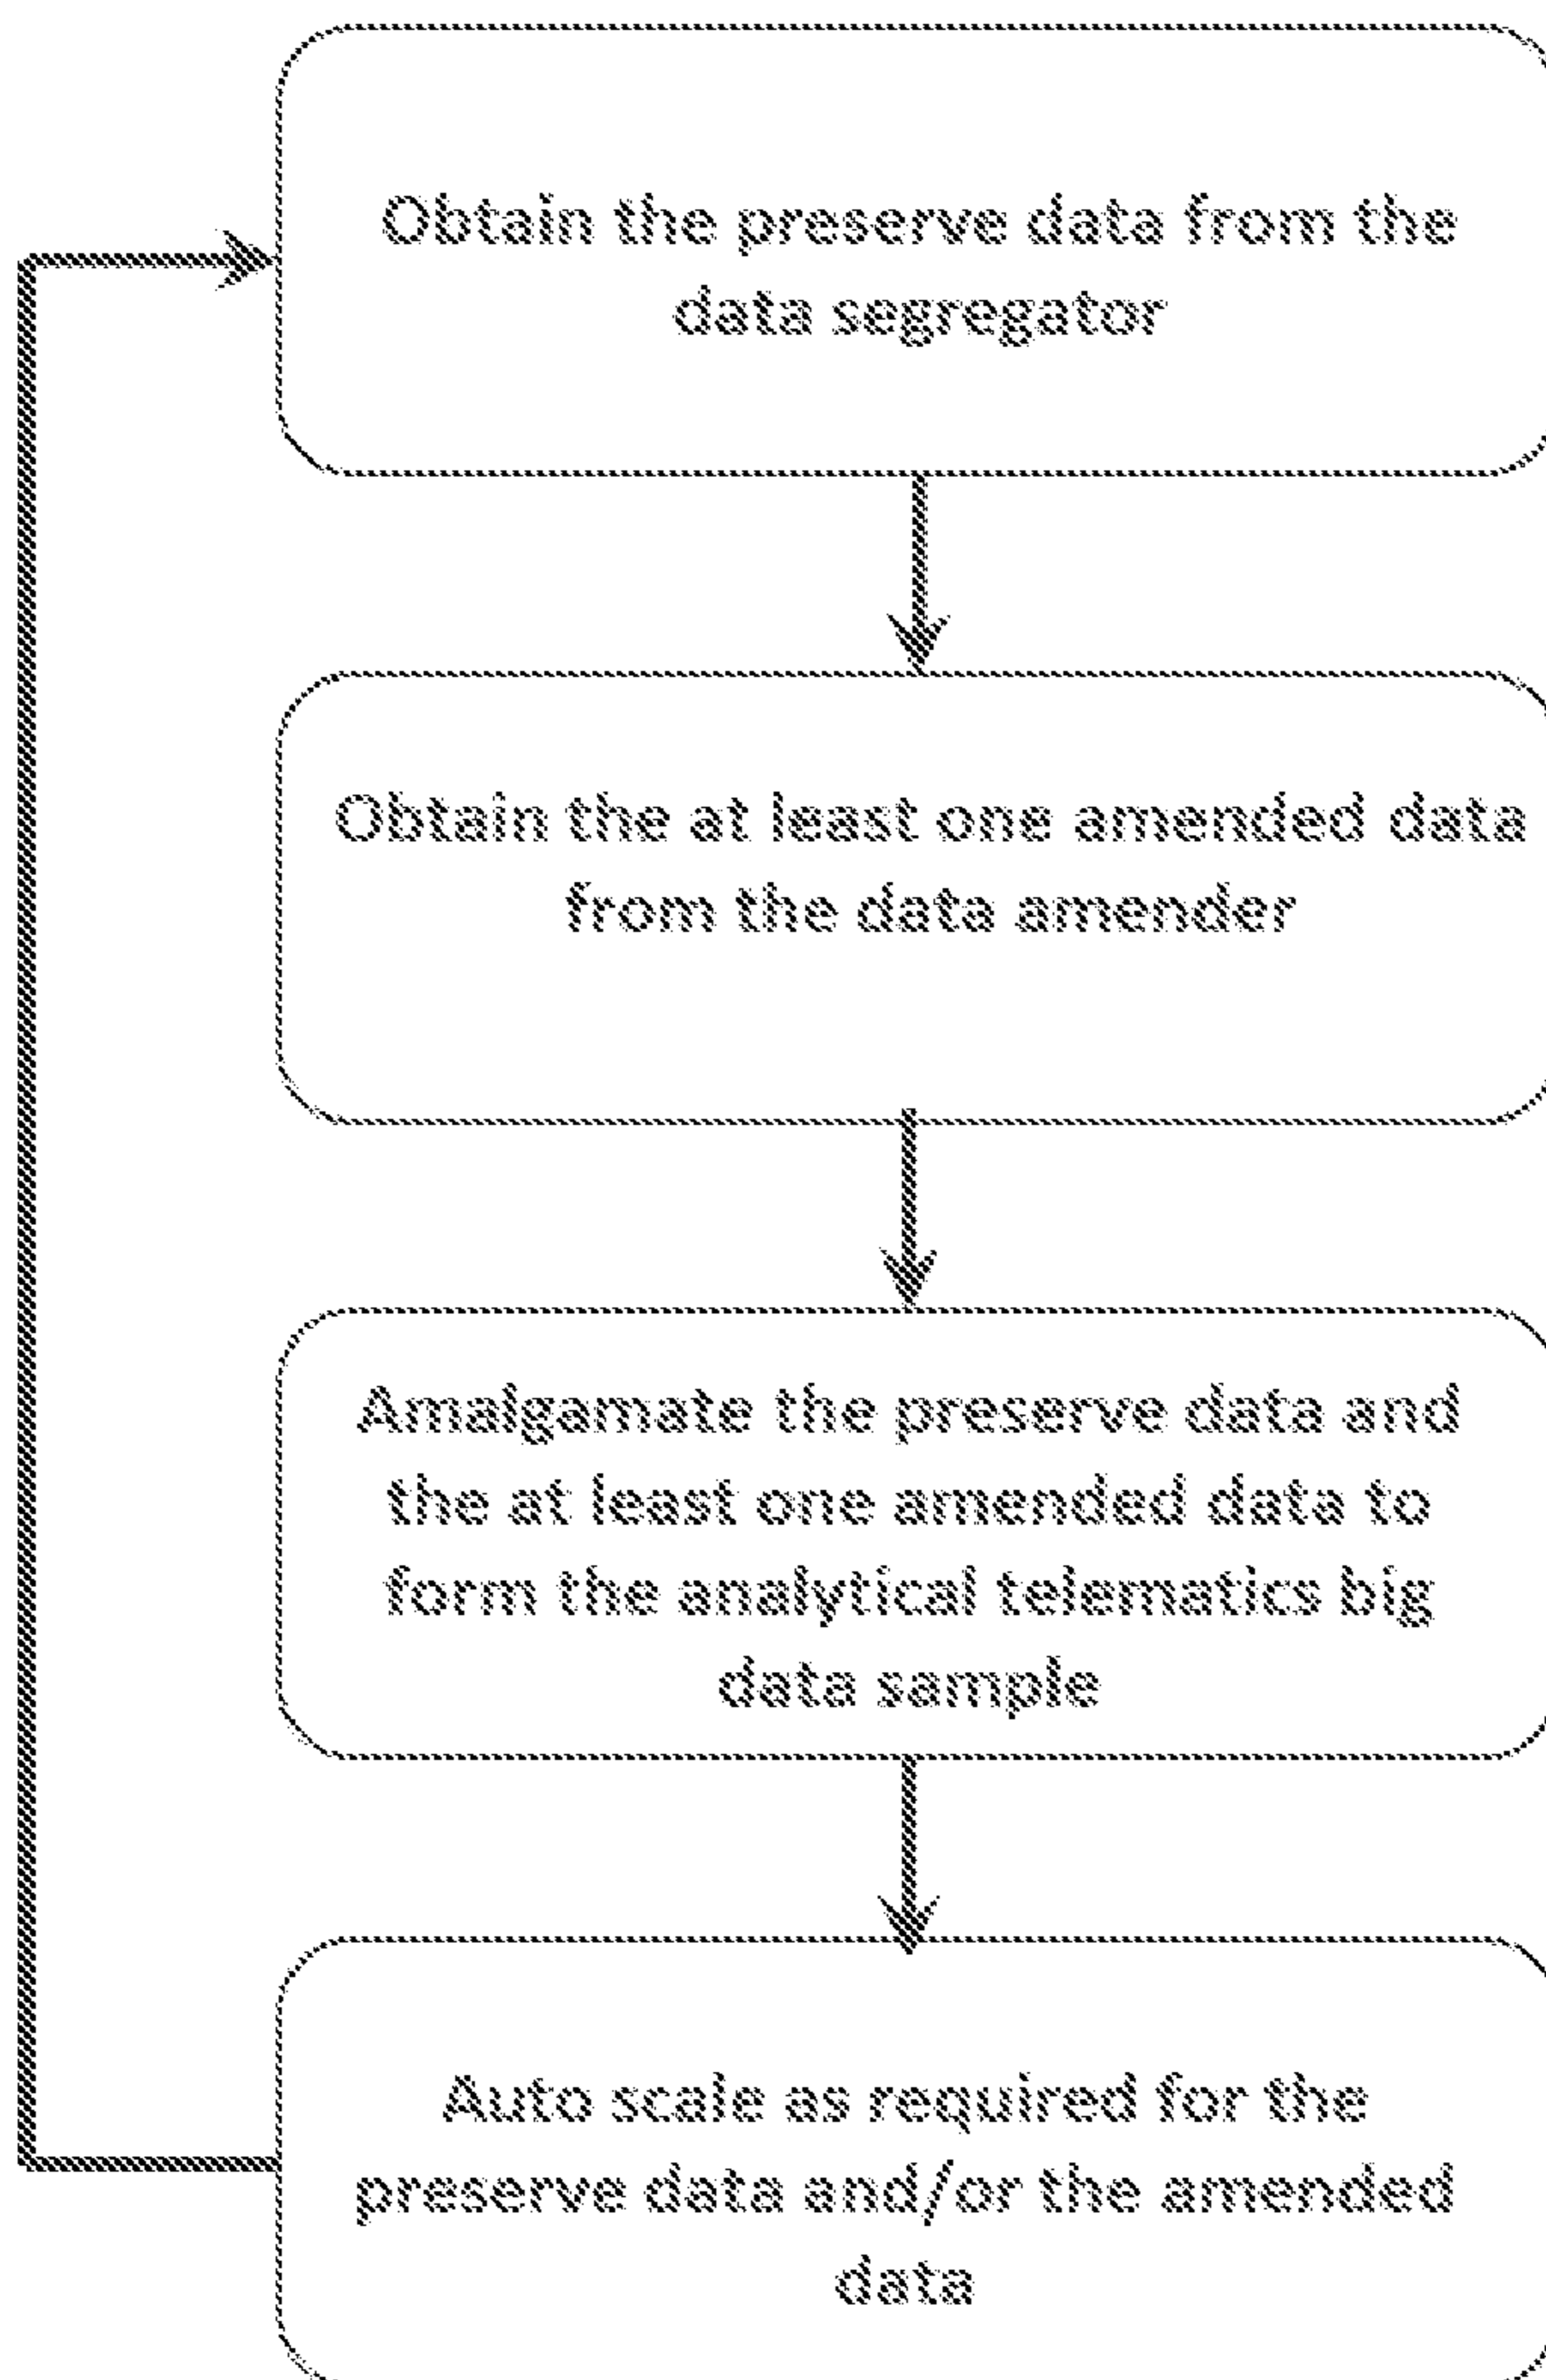 Obtain the preserve data from the
data segregator
Obtain the at least one amended data
from the data amender
Amalgamate the preserve data and
the at least one amended data to
form the analytical telematics big
data sample
Auto scale as required for the
preserve data and/or the amended
data